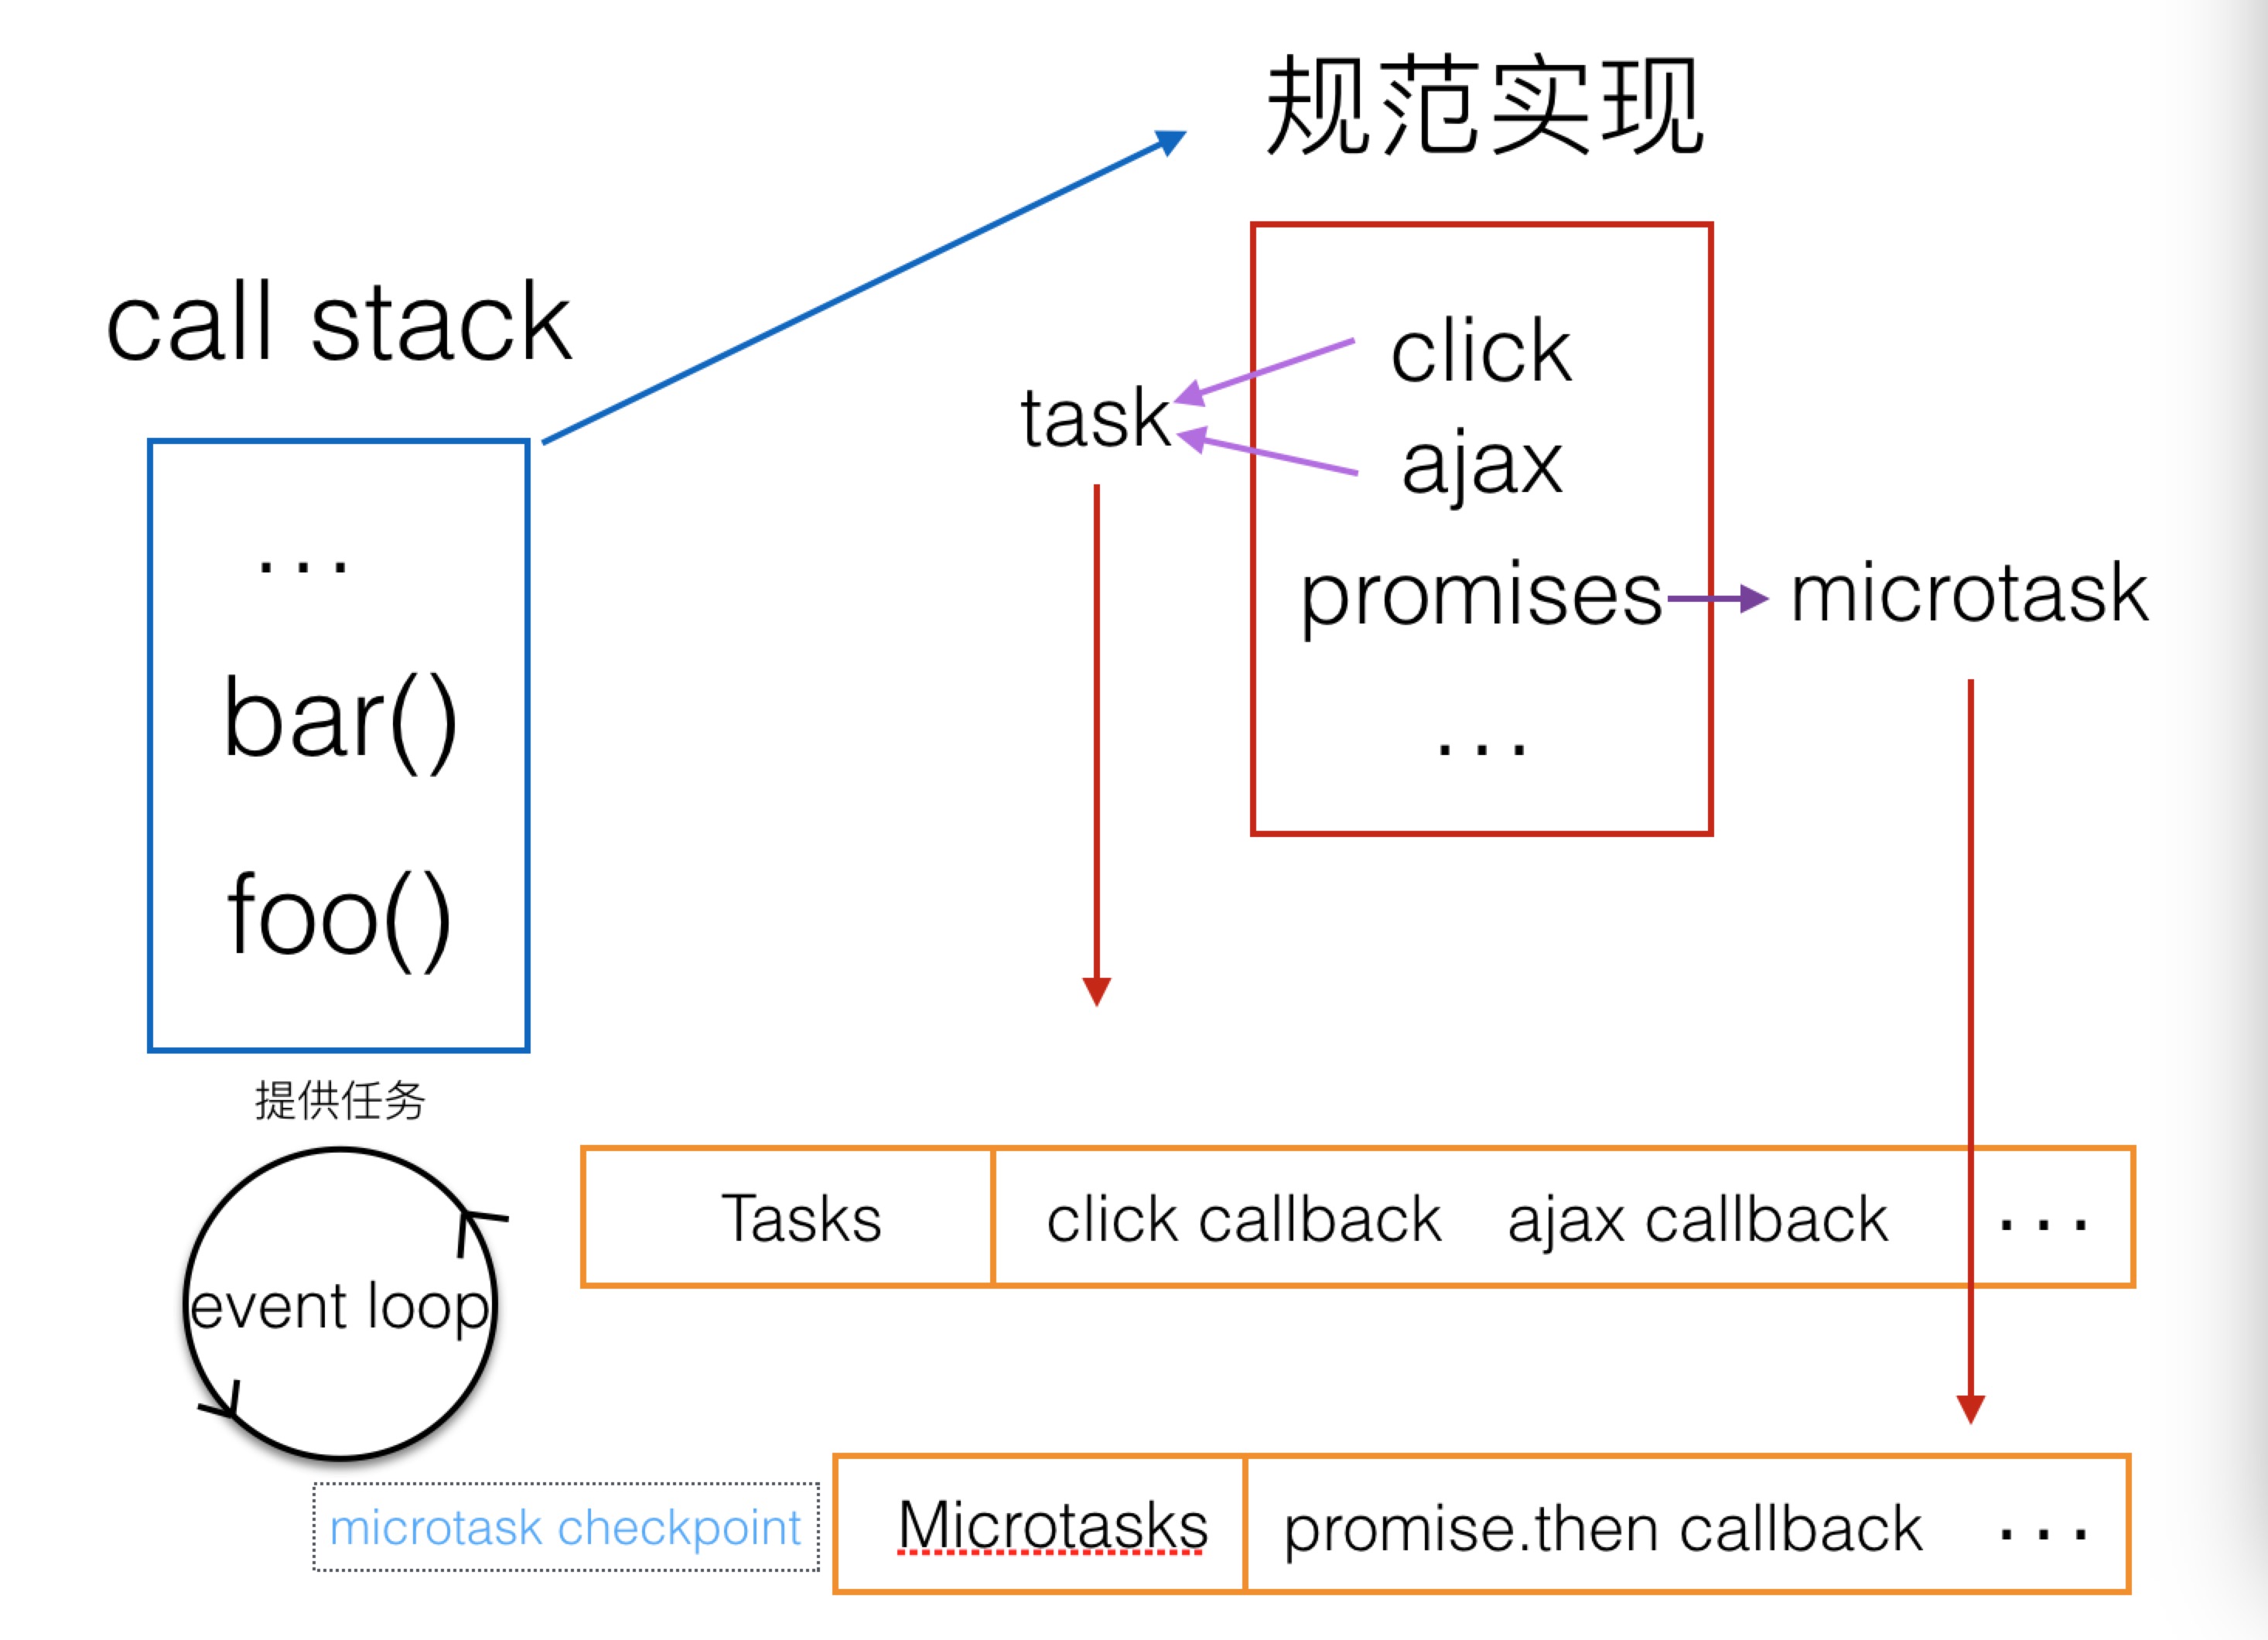 规范实现
call stack
click
task
ajax
...
promises
microtask
bar()
...
foo()
提供任务
Tasks
click callback
ajax callback
...
event loop
microtask checkpoint
Microtasks
promise.then callback
...